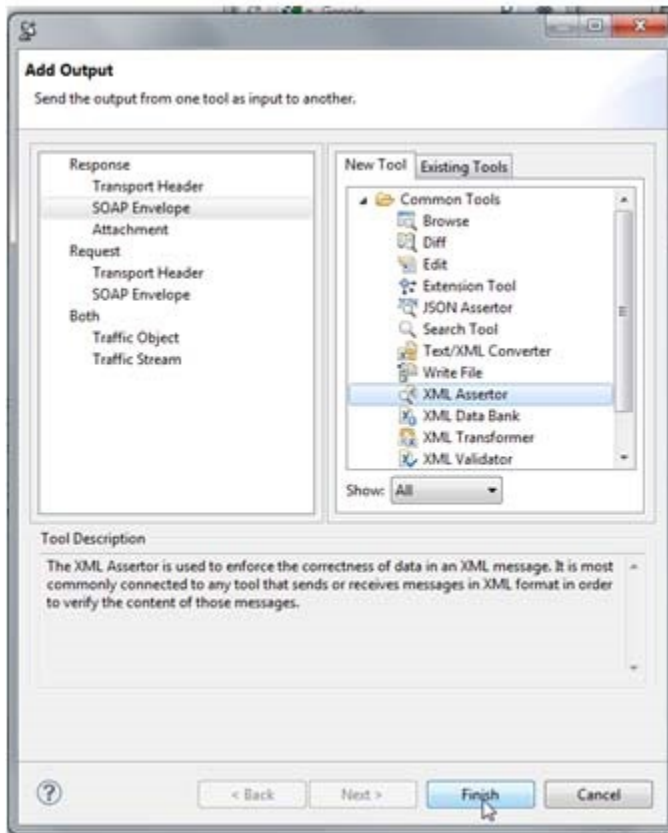 Add Output
Send the output from one tool as input to another.
Response
Transport Header
SOAP Envelope
Attachment
Request
Transport Header
SOAP Envelope
Both
Traffic Object
Traffic Stream
New Tool
Existing Tools
Common Tools
Browse
Diff
Edit
Extension Tool
JSON Assertor
Search Tool
Text/XML Converter
Write File
XML Assertor
XML Data Bank
XML Transformer
XML Validator
Show: All
Tool Description
The XML Assertor is used to enforce the correctness of data in an XML message. It is most
commonly connected to any tool that sends or receives messages in XML format in order
to verify the content of those messages.
< Back
Next >
Finish
Cancel